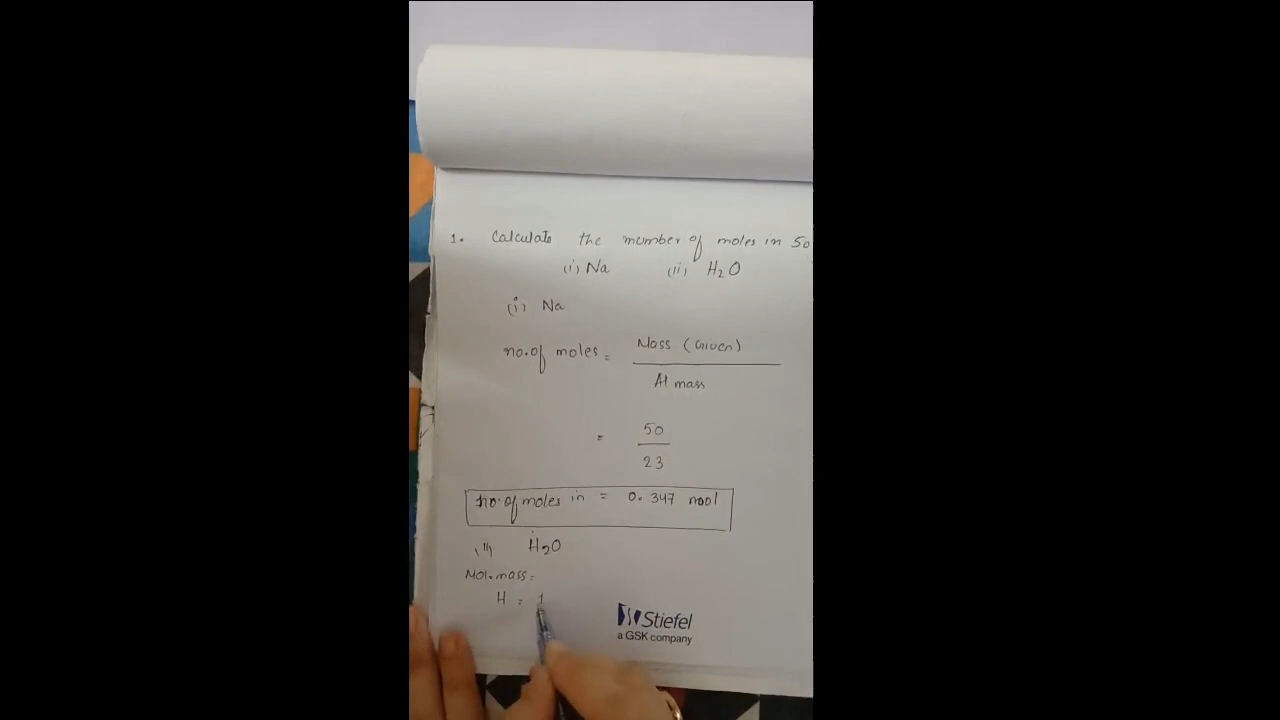 1. Calculate the number of moles in 50
(i) Na (ii) H₂O
(i) Na
no. of moles = Mass (Given)
At mass
= 50
23
no. of moles in = 0.347 mol
(ii) H₂O
Mol. mass =
H = 1
Stiefel
a GSK company